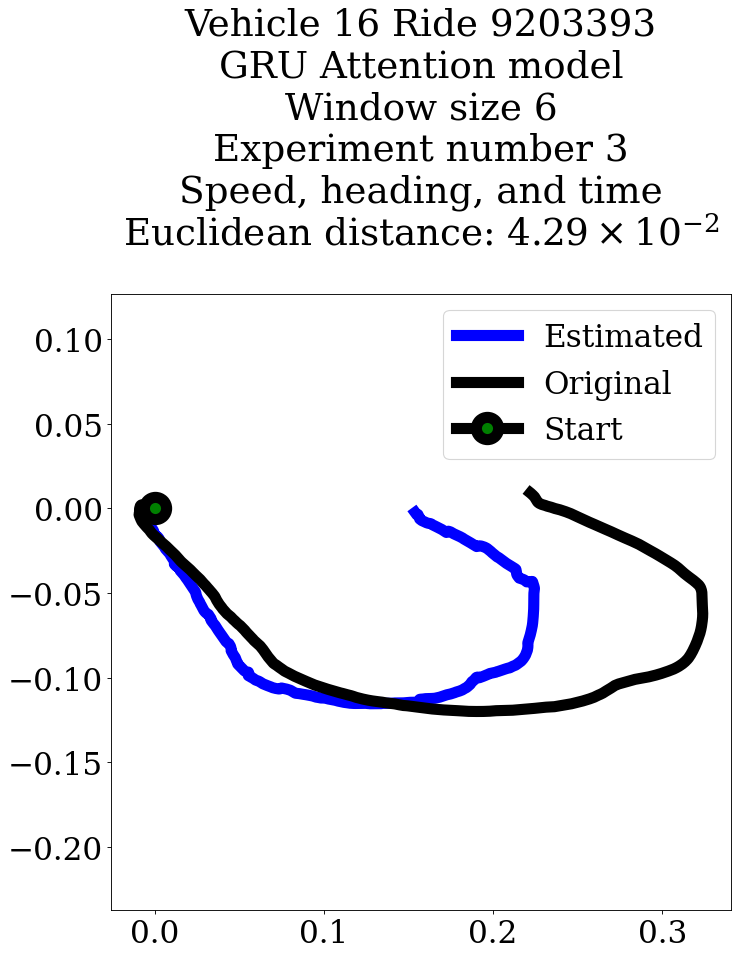 Vehicle 16 Ride 9203393
GRU Attention model
Window size 6
Experiment number 3
Speed, heading, and time
Euclidean distance: 4.29 × 10⁻²
Estimated
Original
Start
0.10
0.05
0.00
−0.05
−0.10
−0.15
−0.20
0.0 0.1 0.2 0.3